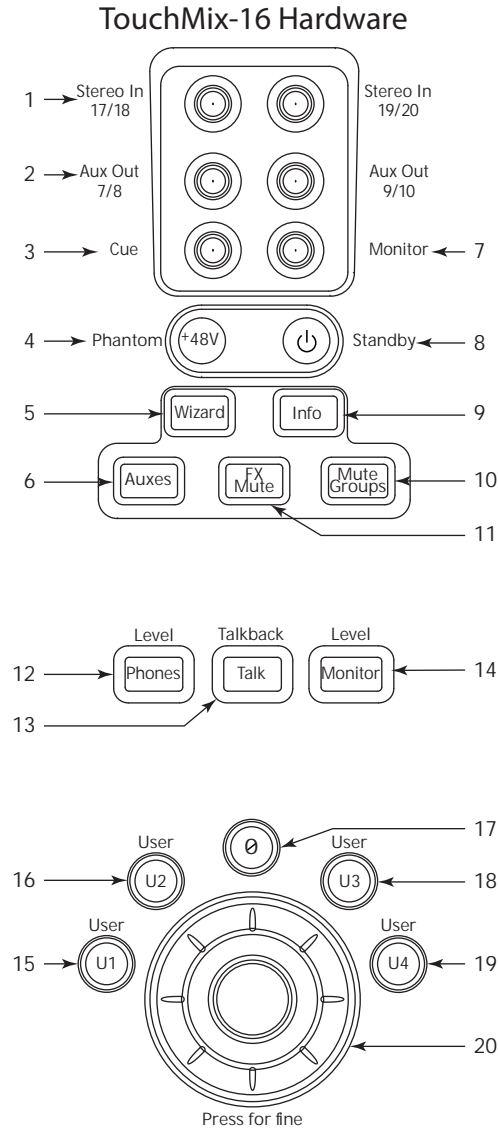 TouchMix-16 Hardware
1 Stereo In 17/18 Stereo In 19/20
2 Aux Out 7/8 Aux Out 9/10
3 Cue Monitor 7
4 Phantom +48V Standby 8
5 Wizard Info 9
6 Auxes FX Mute Mute Groups 10
11
Level Talkback Level
12 Phones Talk Monitor 14
13
0 17
User User
16 U2 U3 18
User User
15 U1 U4 19
20
Press for fine